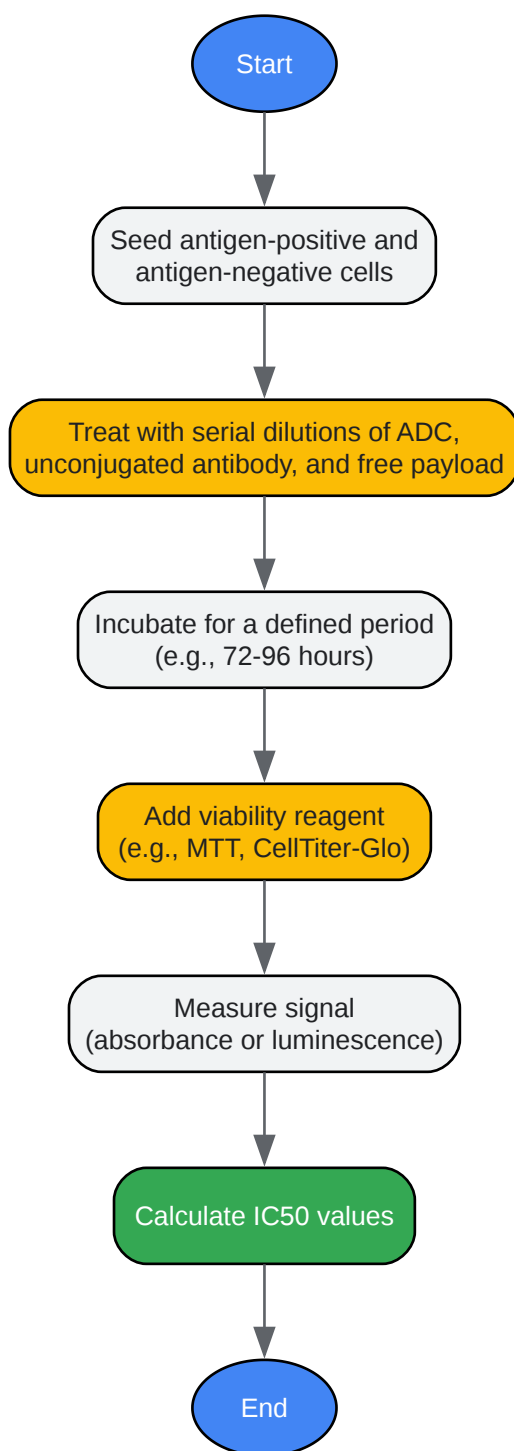 Start
Seed antigen-positive and
antigen-negative cells
Treat with serial dilutions of ADC,
unconjugated antibody, and free payload
Incubate for a defined period
(e.g., 72-96 hours)
Add viability reagent
(e.g., MTT, CellTiter-Glo)
Measure signal
(absorbance or luminescence)
Calculate IC50 values
End